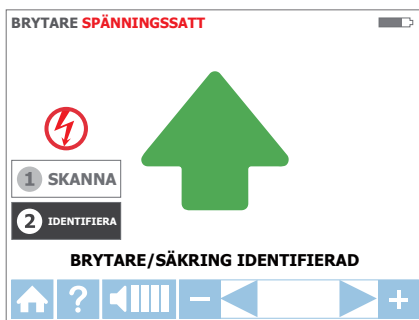 BRYTARE SPÄNNINGSSATT
1 SKANNA
2 IDENTIFIERA
BRYTARE/SÄKRING IDENTIFIERAD
? - +